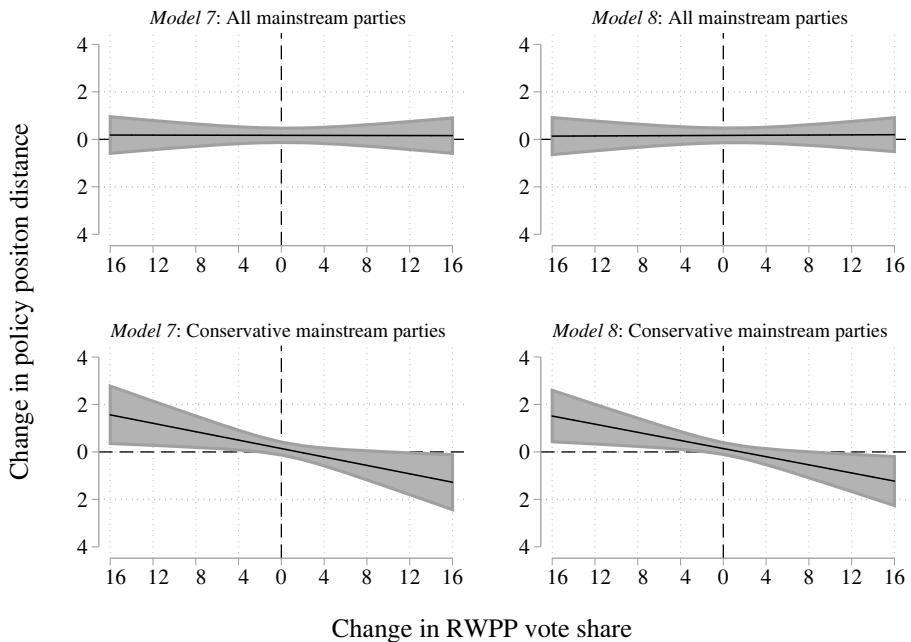 Model 7: All mainstream parties
Model 8: All mainstream parties
4
2
0
2
4
16 12 8 4 0 4 8 12 16
4
2
0
2
4
16 12 8 4 0 4 8 12 16
Change in policy positon distance
Model 7: Conservative mainstream parties
Model 8: Conservative mainstream parties
4
2
0
2
4
16 12 8 4 0 4 8 12 16
4
2
0
2
4
16 12 8 4 0 4 8 12 16
Change in RWPP vote share